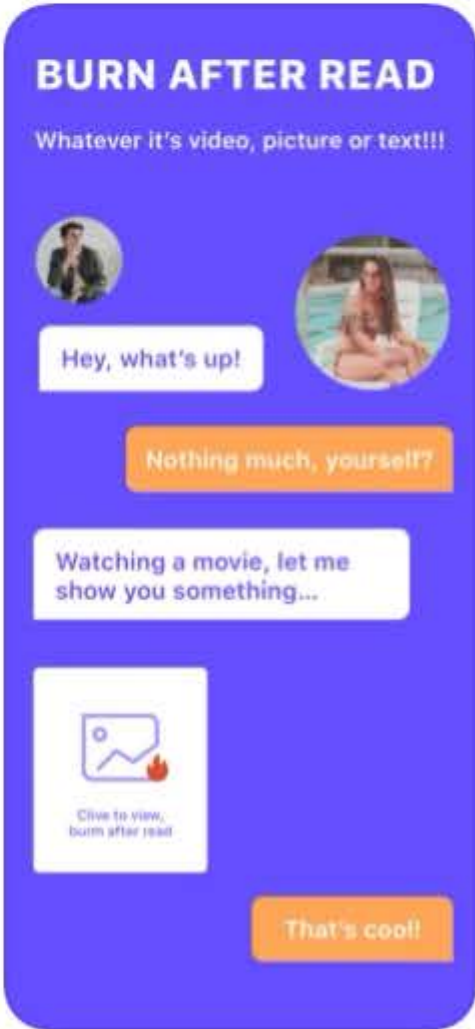 BURN AFTER READ
Whatever it's video, picture or text!!!
Hey, what's up!
Nothing much, yourself?
Watching a movie, let me
show you something...
Clive to view,
burm after read
That's cool!